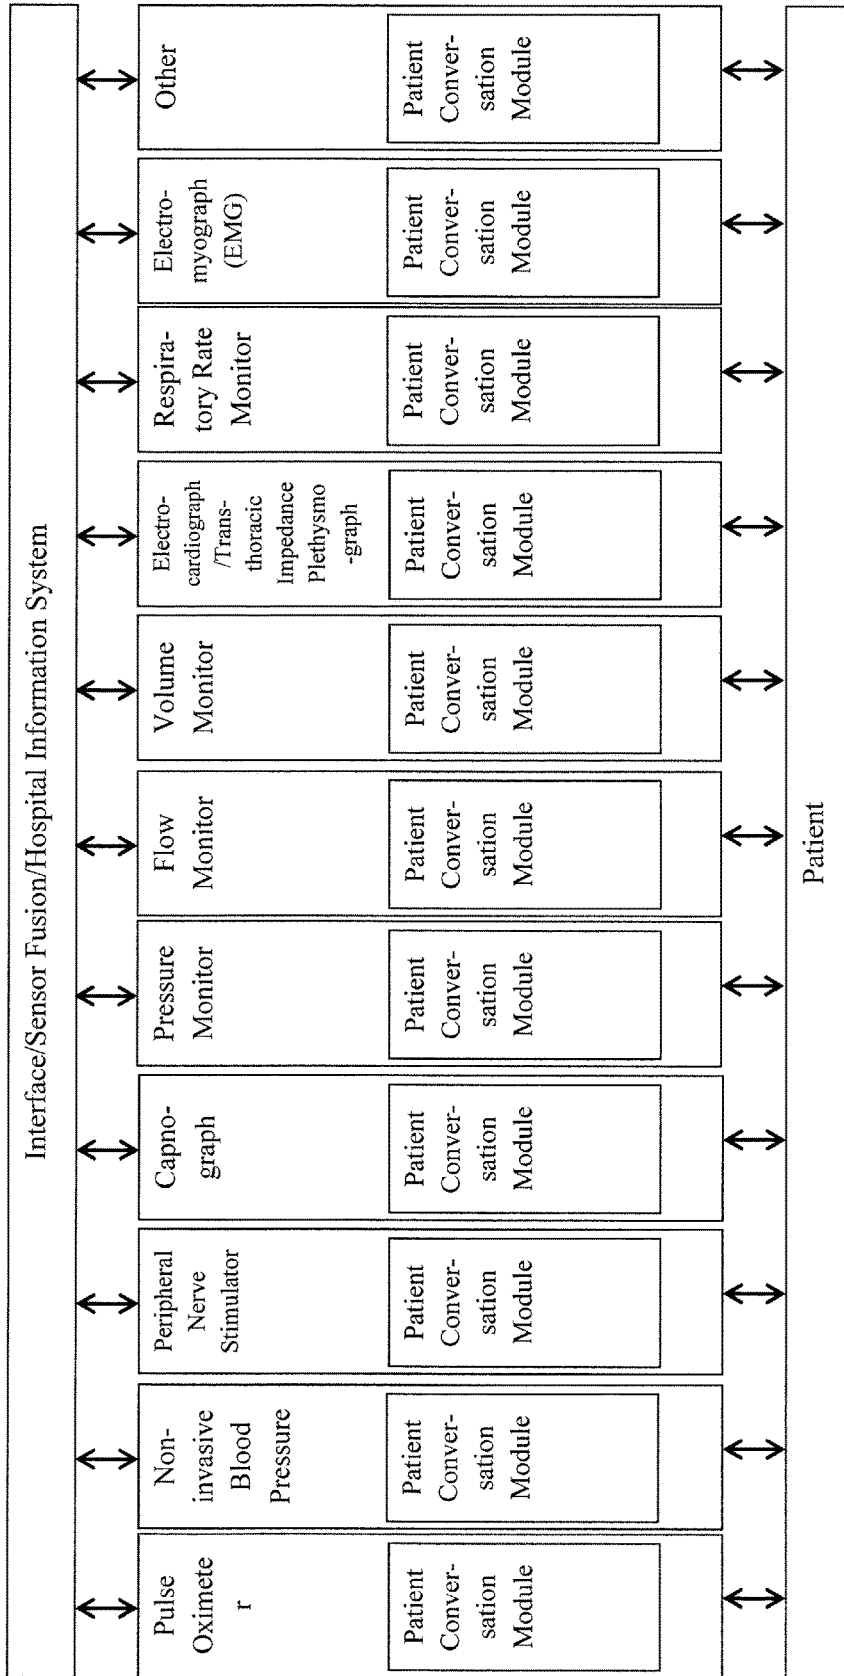 Interface/Sensor Fusion/Hospital Information System
Pulse
Oximete
r
Patient
Conver-
sation
Module
Non-
invasive
Blood
Pressure
Patient
Conver-
sation
Module
Peripheral
Nerve
Stimulator
Patient
Conver-
sation
Module
Capno-
graph
Patient
Conver-
sation
Module
Pressure
Monitor
Patient
Conver-
sation
Module
Flow
Monitor
Patient
Conver-
sation
Module
Volume
Monitor
Patient
Conver-
sation
Module
Electro-
cardiograph
/Trans-
thoracic
Impedance
Plethysmo
-graph
Patient
Conver-
sation
Module
Respira-
tory Rate
Monitor
Patient
Conver-
sation
Module
Electro-
myograph
(EMG)
Patient
Conver-
sation
Module
Other
Patient
Conver-
sation
Module
Patient